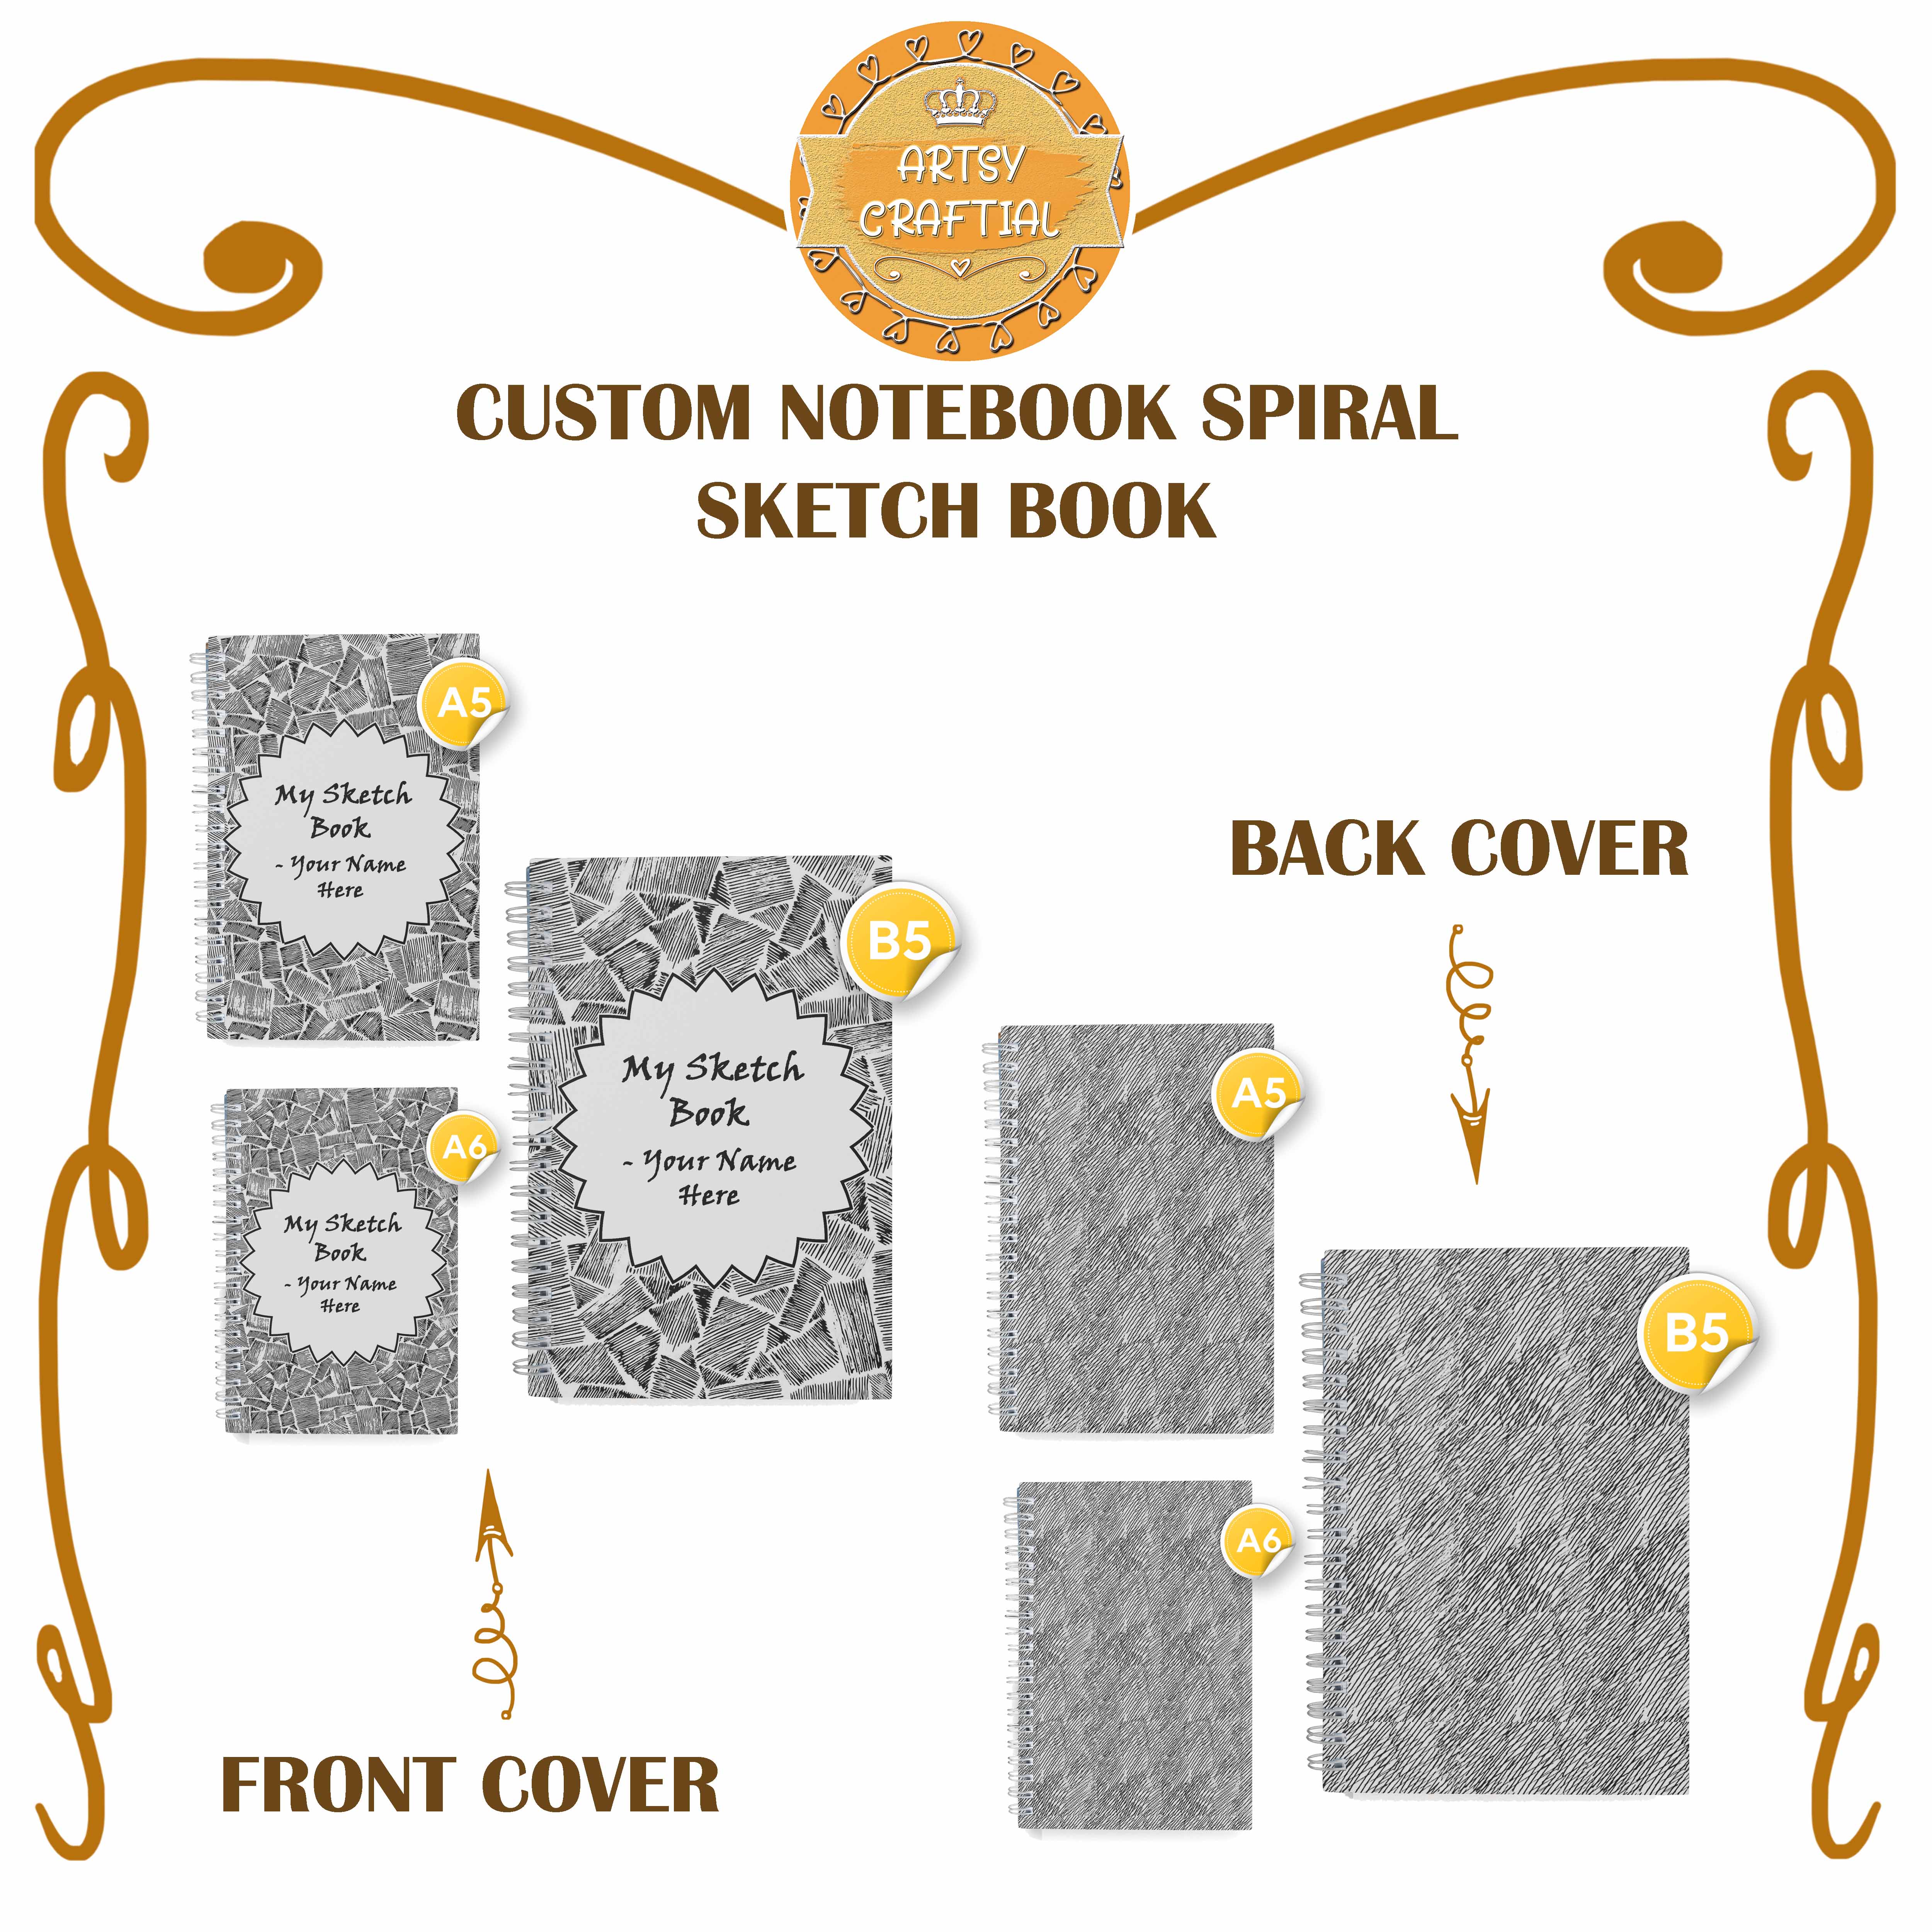 ARTSY
CRAFTIAL
CUSTOM NOTEBOOK SPIRAL
SKETCH BOOK
A5
My Sketch
Book
- Your Name
Here
B5
My Sketch
Book
- Your Name
Here
A6
My Sketch
Book
- Your Name
Here
FRONT COVER
BACK COVER
A5
B5
A6